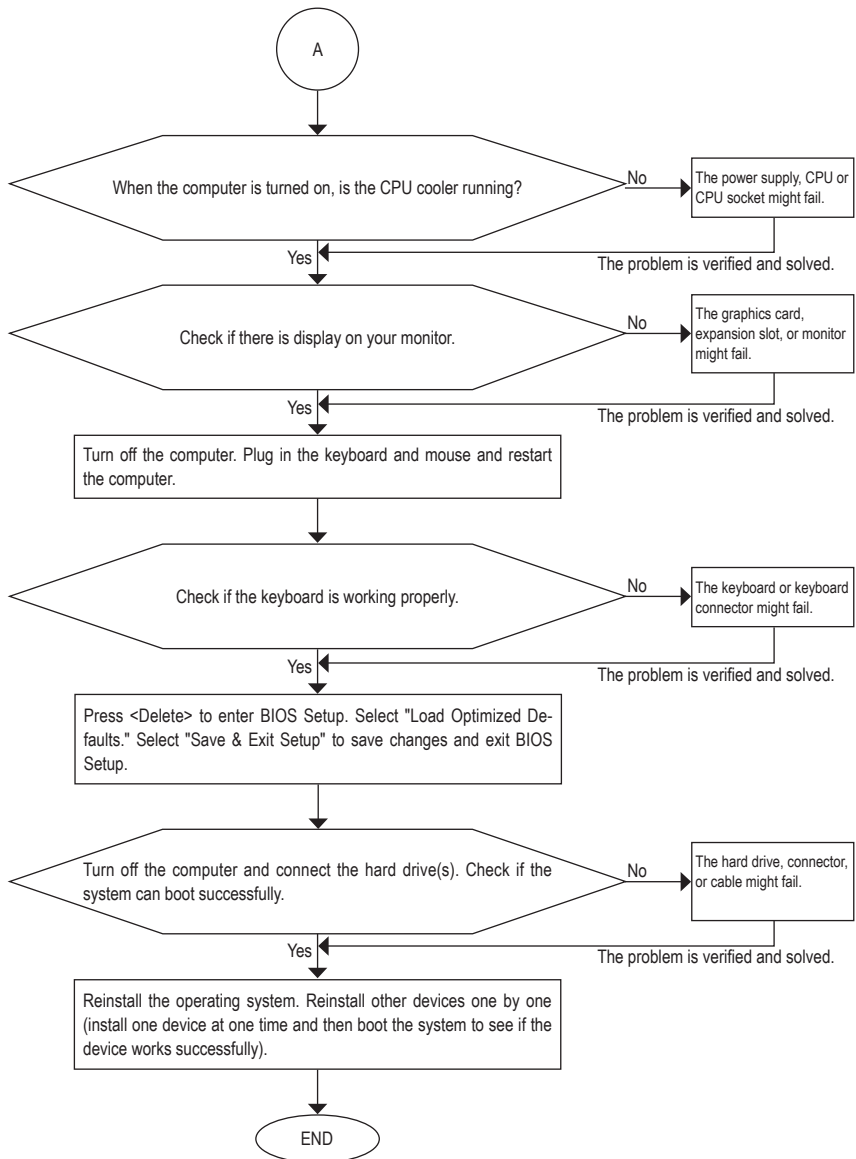 A
When the computer is turned on, is the CPU cooler running?
No
The power supply, CPU or
CPU socket might fail.
Yes
The problem is verified and solved.
Check if there is display on your monitor.
No
The graphics card,
expansion slot, or monitor
might fail.
Yes
The problem is verified and solved.
Turn off the computer. Plug in the keyboard and mouse and restart
the computer.
Check if the keyboard is working properly.
No
The keyboard or keyboard
connector might fail.
Yes
The problem is verified and solved.
Press <Delete> to enter BIOS Setup. Select "Load Optimized De-
faults." Select "Save & Exit Setup" to save changes and exit BIOS
Setup.
Turn off the computer and connect the hard drive(s). Check if the
system can boot successfully.
No
The hard drive, connector,
or cable might fail.
Yes
The problem is verified and solved.
Reinstall the operating system. Reinstall other devices one by one
(install one device at one time and then boot the system to see if the
device works successfully).
END